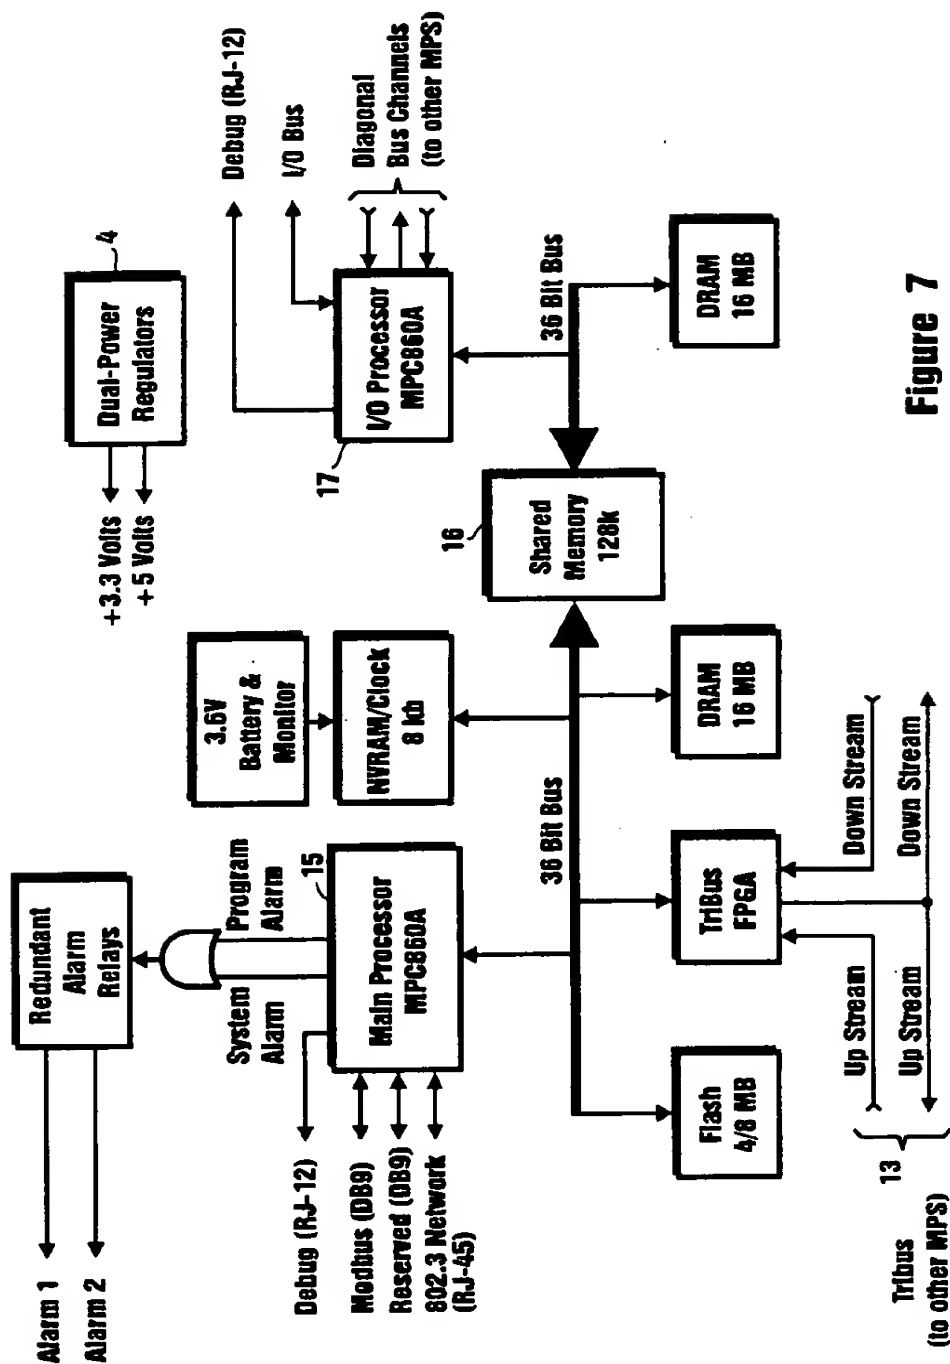 Alarm 1
Alarm 2
Redundant
Alarm
Relays
System
Alarm
Program
Alarm
Debug (RJ-12)
Modbus (DB9)
Reserved (DB9)
802.3 Network
(RJ-45)
15
Main Processor
MPC860A
3.6V
Battery &
Monitor
NVRAM/Clock
8 kb
+3.3 Volts
+5 Volts
Dual-Power
Regulators
4
Debug (RJ-12)
I/O Bus
Diagonal
Bus Channels
(to other MPS)
17
I/O Processor
MPC860A
36 Bit Bus
16
Shared
Memory
128k
36 Bit Bus
Flash
4/8 MB
TriBus
FPGA
DRAM
16 MB
DRAM
16 MB
Up Stream
Down Stream
Up Stream
Down Stream
13
Tribus
(to other MPS)
Figure 7